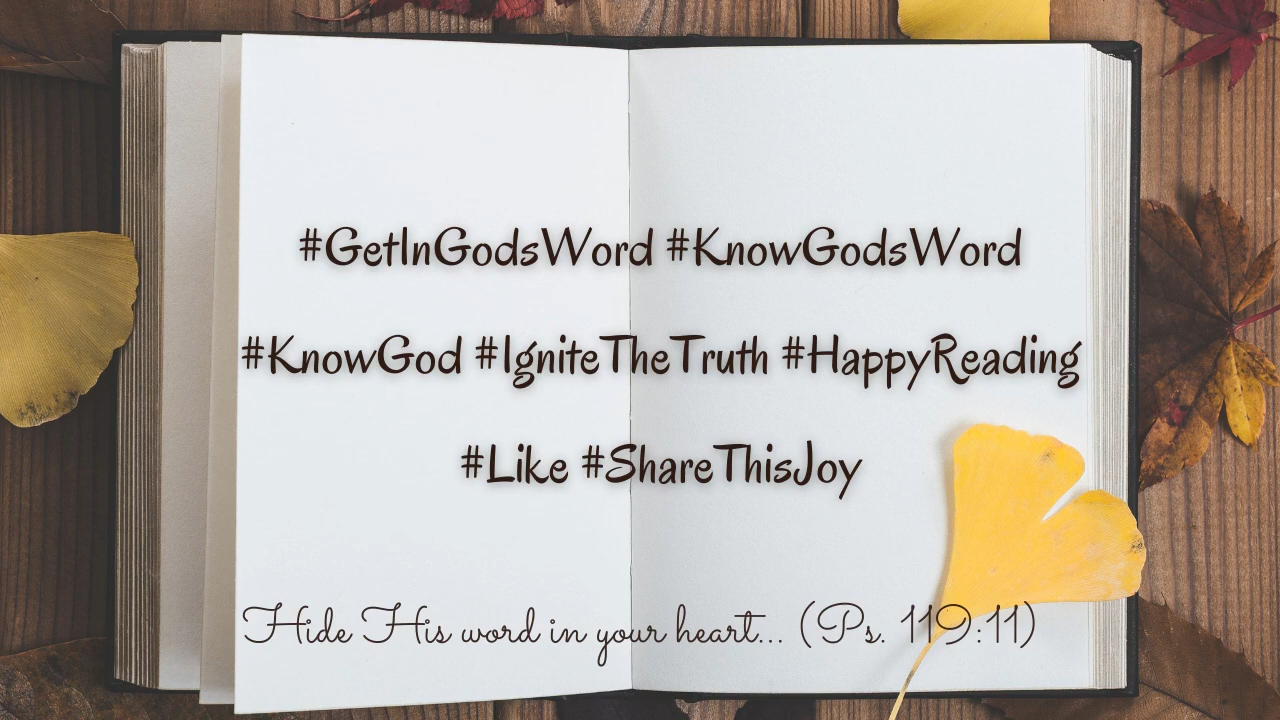 #GetInGodsWord #KnowGodsWord
#KnowGod #IgniteTheTruth #HappyReading
#Like #ShareThisJoy
Hide His word in your heart... (Ps. 119:11)